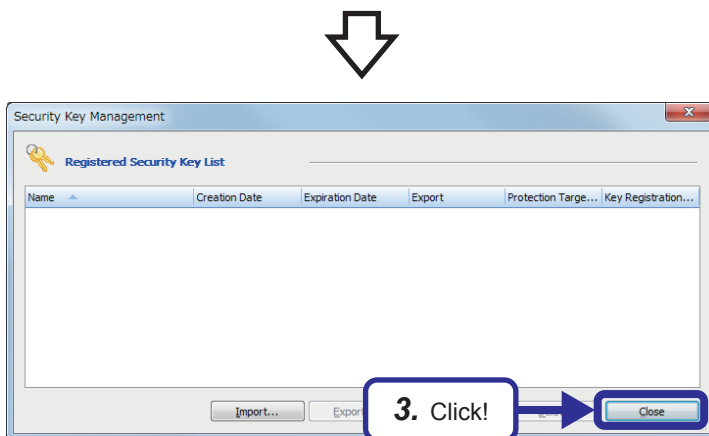 Security Key Management
Registered Security Key List
Name Creation Date Expiration Date Export Protection Targe... Key Registration...
Import... Export 3. Click! Close